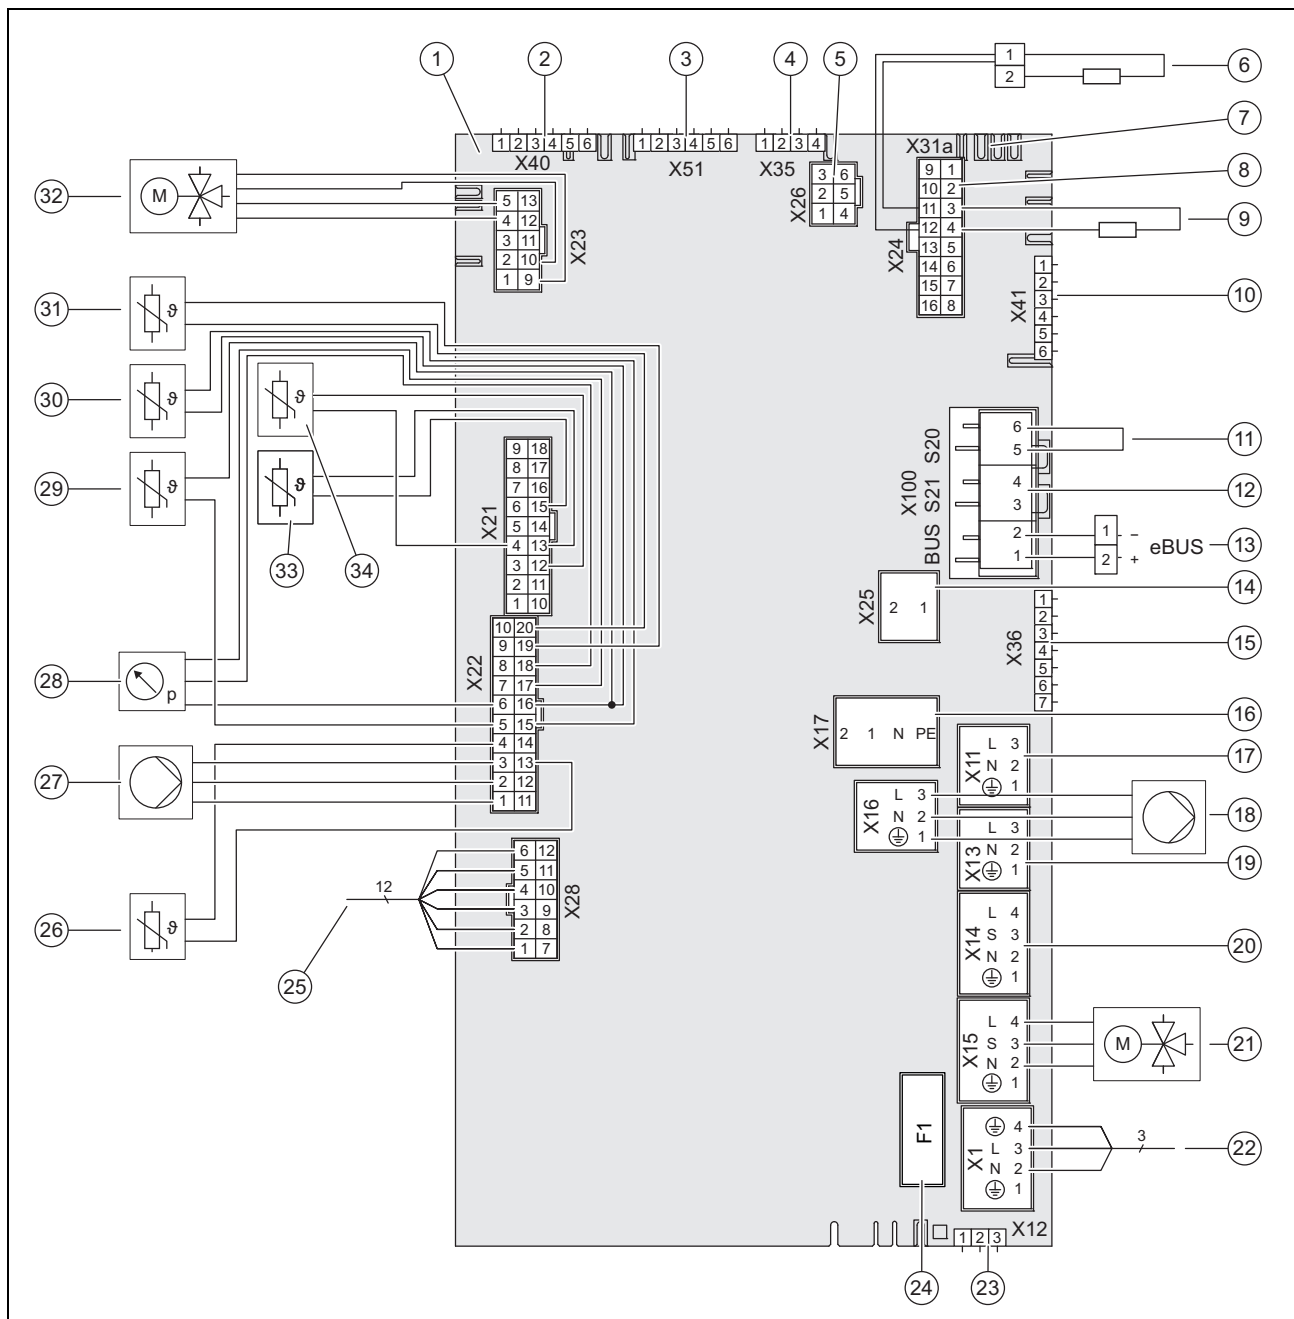 1 2 3 4 5 6
1 2 3 4 5 6 X40
1 2 3 4 5 6 X51
1 2 3 4 X35
1
2
7
8
9
10
11
12
13
14
15
16
17
18
19
20
21
22
23
24
25
26
27
28
29
30
31
32
33
34
M
X23
5 13
4 12
3 11
2 10
1 9
X26
3 6
2 5
1 4
X31a
X24
9 1
10 2
11 3
12 4
13 5
14 6
15 7
16 8
X41
1
2
3
4
5
6
ϑ
ϑ
ϑ
ϑ
ϑ
X21
9 18
8 17
7 16
6 15
5 14
4 13
3 12
2 11
1 10
X100
BUS S21 S20
6
5
4
3
2
1
1 −
2 +
eBUS
X25
2 1
X36
1
2
3
4
5
6
7
X22
10 20
9 19
8 18
7 17
6 16
5 15
4 14
3 13
2 12
1 11
p
X17
2 1 N PE
X11
L 3
N 2
1
X16
L 3
N 2
1
X13
L 3
N 2
1
X28
6 12
5 11
4 10
3 9
2 8
1 7
12
ϑ
X14
L 4
S 3
N 2
1
X15
L 4
S 3
N 2
1
M
F1
X1
4
L 3
N 2
1
3
X12
1 2 3